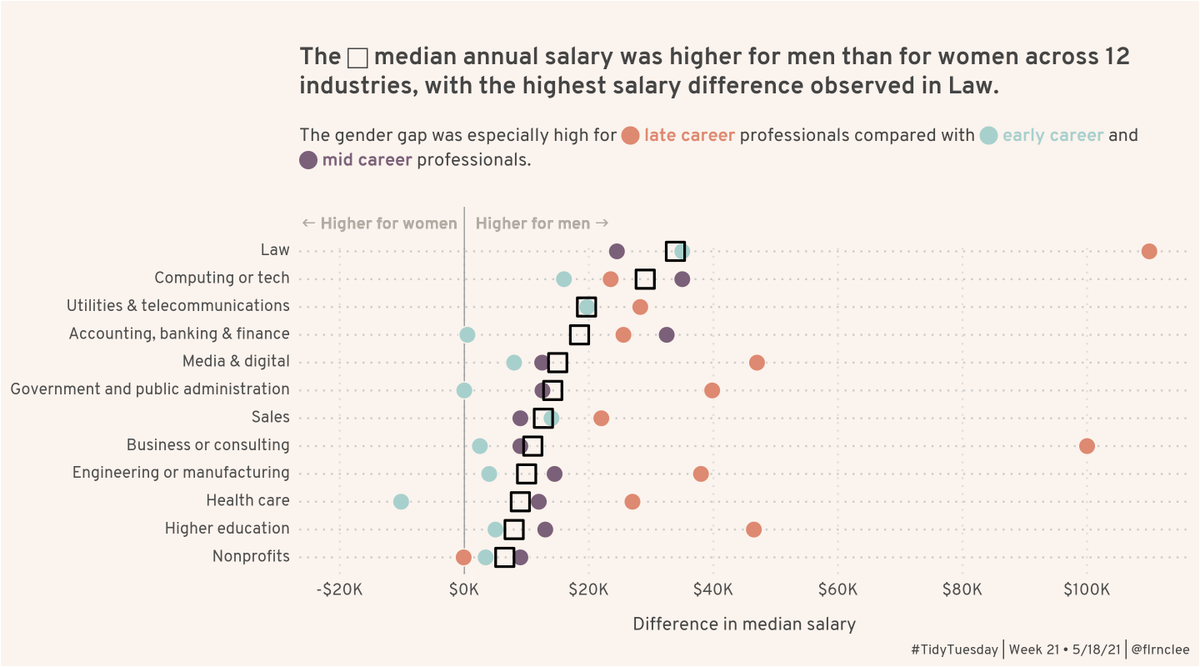 The □ median annual salary was higher for men than for women across 12
industries, with the highest salary difference observed in Law.
The gender gap was especially high for late career professionals compared with early career and
mid career professionals.
← Higher for women
Higher for men →
Law
Computing or tech
Utilities & telecommunications
Accounting, banking & finance
Media & digital
Government and public administration
Sales
Business or consulting
Engineering or manufacturing
Health care
Higher education
Nonprofits
-$20K
$0K
$20K
$40K
$60K
$80K
$100K
Difference in median salary
#TidyTuesday | Week 21 • 5/18/21 | @flrnclee